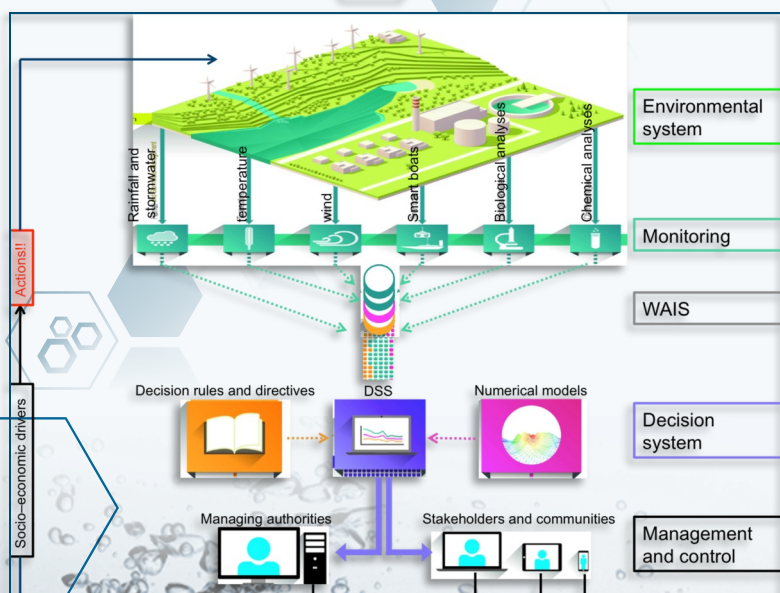 Environmental
system
Rainfall and
stormwater
temperature
wind
Smart boats
Biological analyses
Chemical analyses
Monitoring
Actions!!
WAIS
Decision rules and directives
DSS
Numerical models
Decision
system
Socio–economic drivers
Managing authorities
Stakeholders and communities
Management
and control